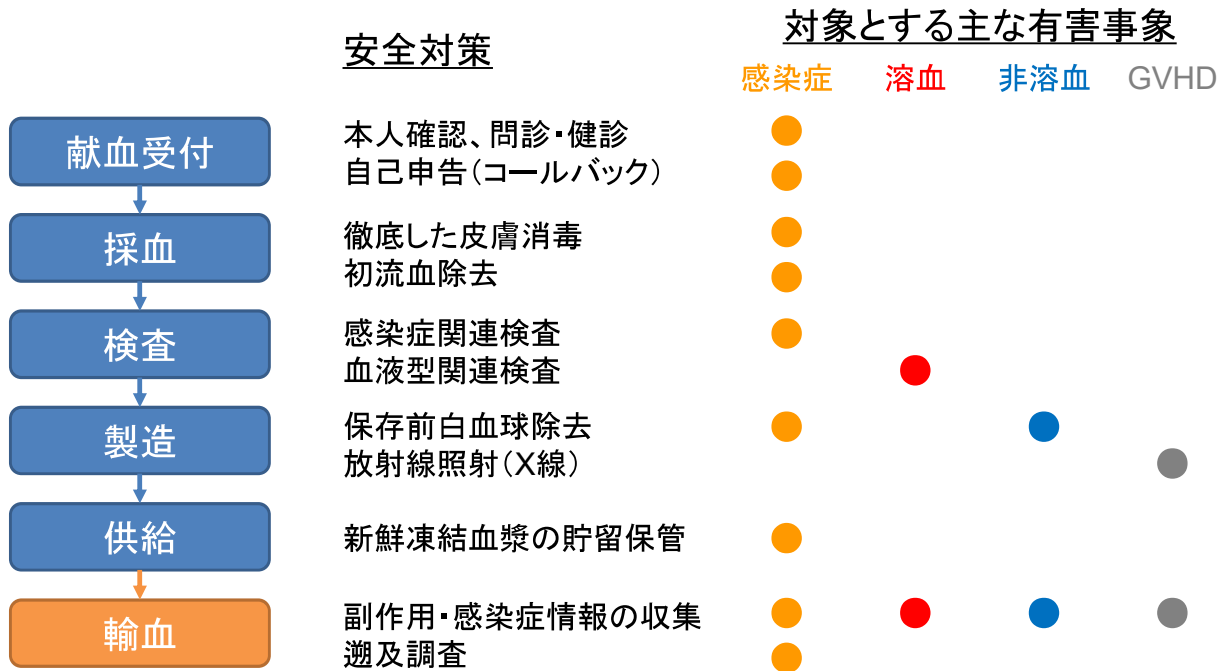 安全対策
対象とする主な有害事象
感染症 溶血 非溶血 GVHD
献血受付
本人確認、問診・健診
自己申告(コールバック)
採血
徹底した皮膚消毒
初流血除去
検査
感染症関連検査
血液型関連検査
製造
保存前白血球除去
放射線照射(X線)
供給
新鮮凍結血漿の貯留保管
輸血
副作用・感染症情報の収集
遡及調査